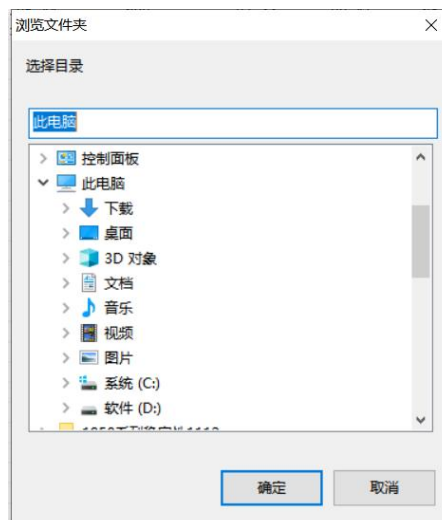 浏览文件夹
选择目录
此电脑
控制面板
此电脑
下载
桌面
3D 对象
文档
音乐
视频
图片
系统 (C:)
软件 (D:)
确定
取消